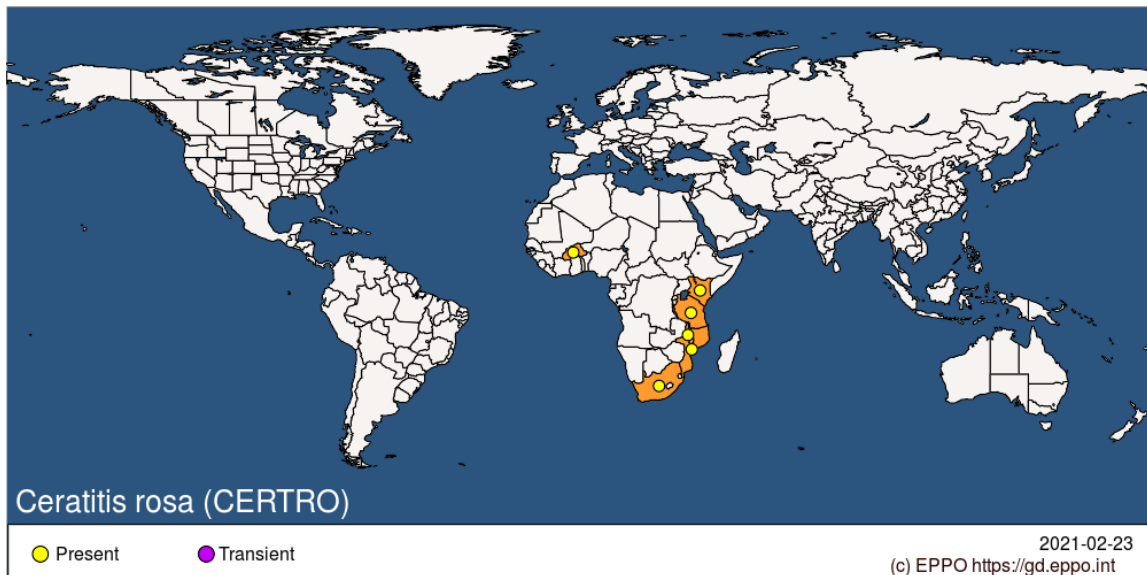 Ceratitis rosa (CERTRO)
Present
Transient
2021-02-23
(c) EPPO https://gd.eppo.int